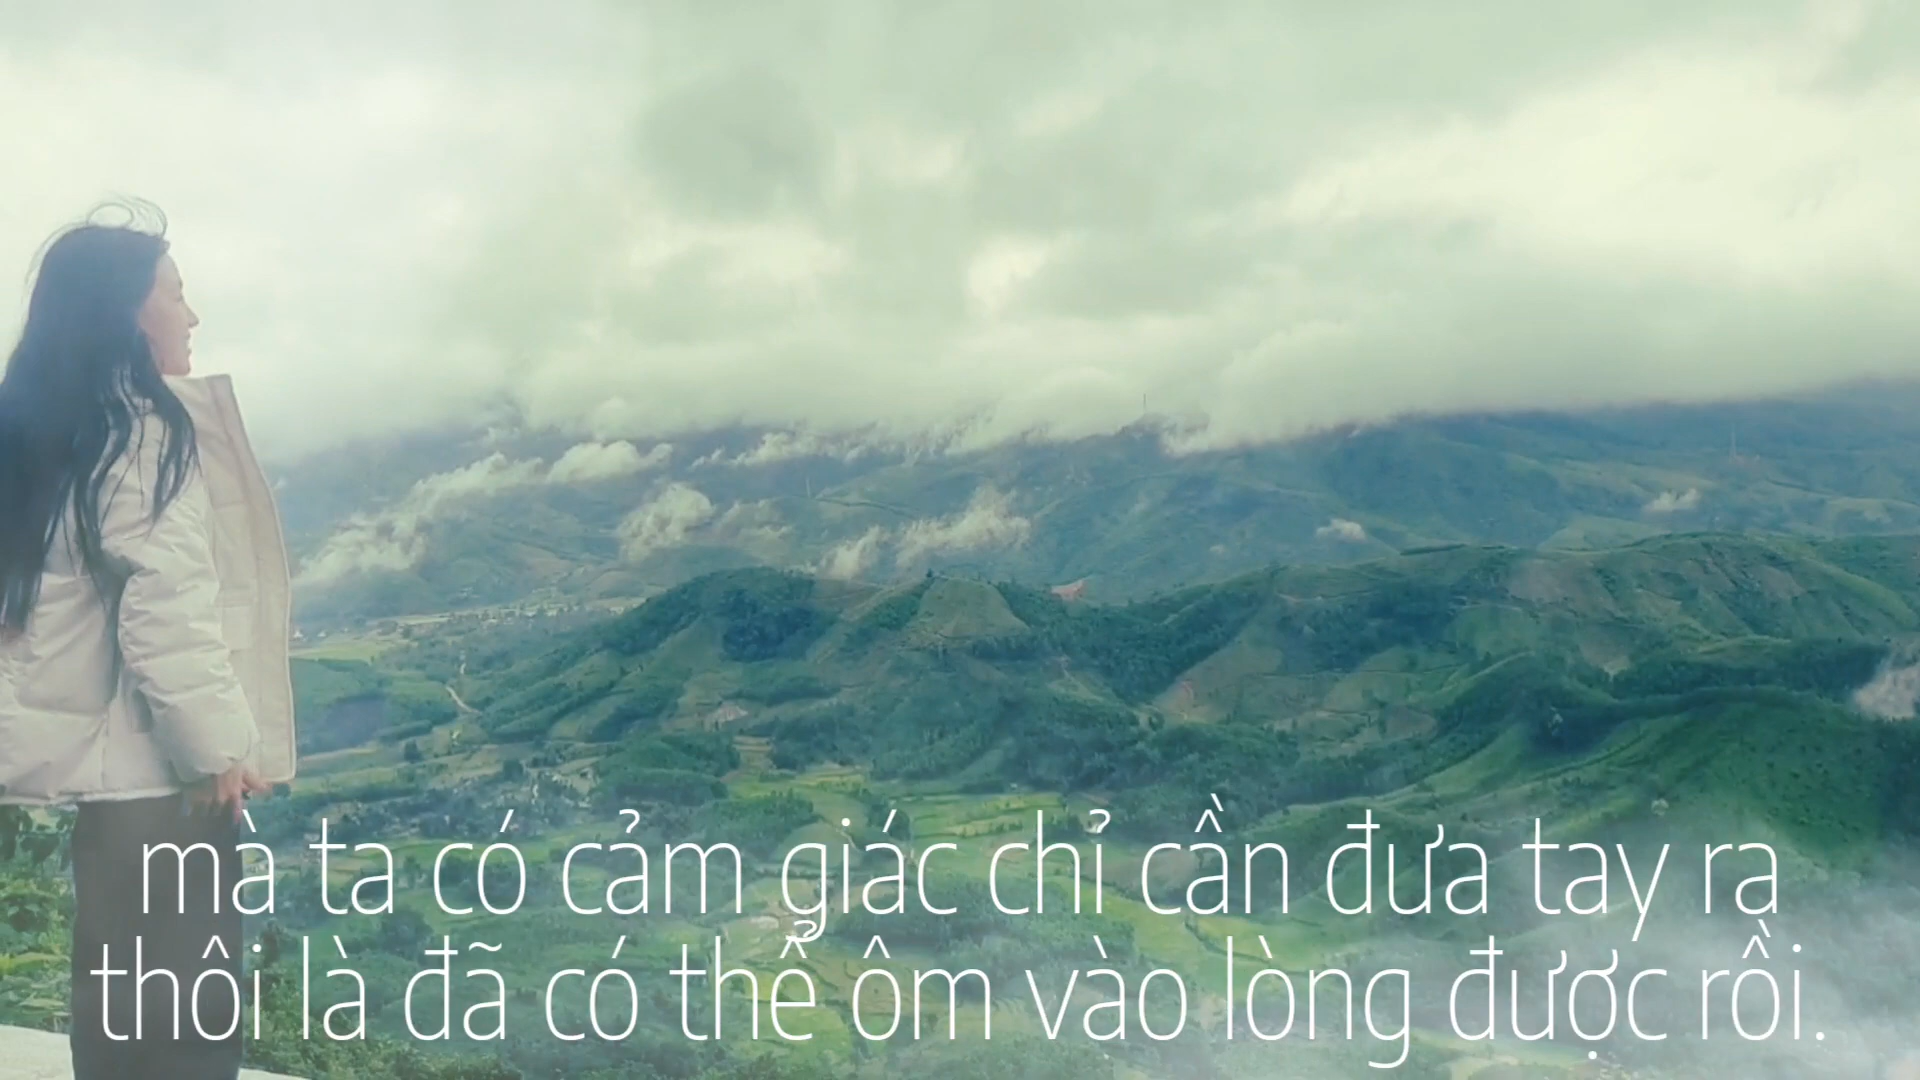 mà ta có cảm giác chỉ cần đưa tay ra
thôi là đã có thể ôm vào lòng được rồi.